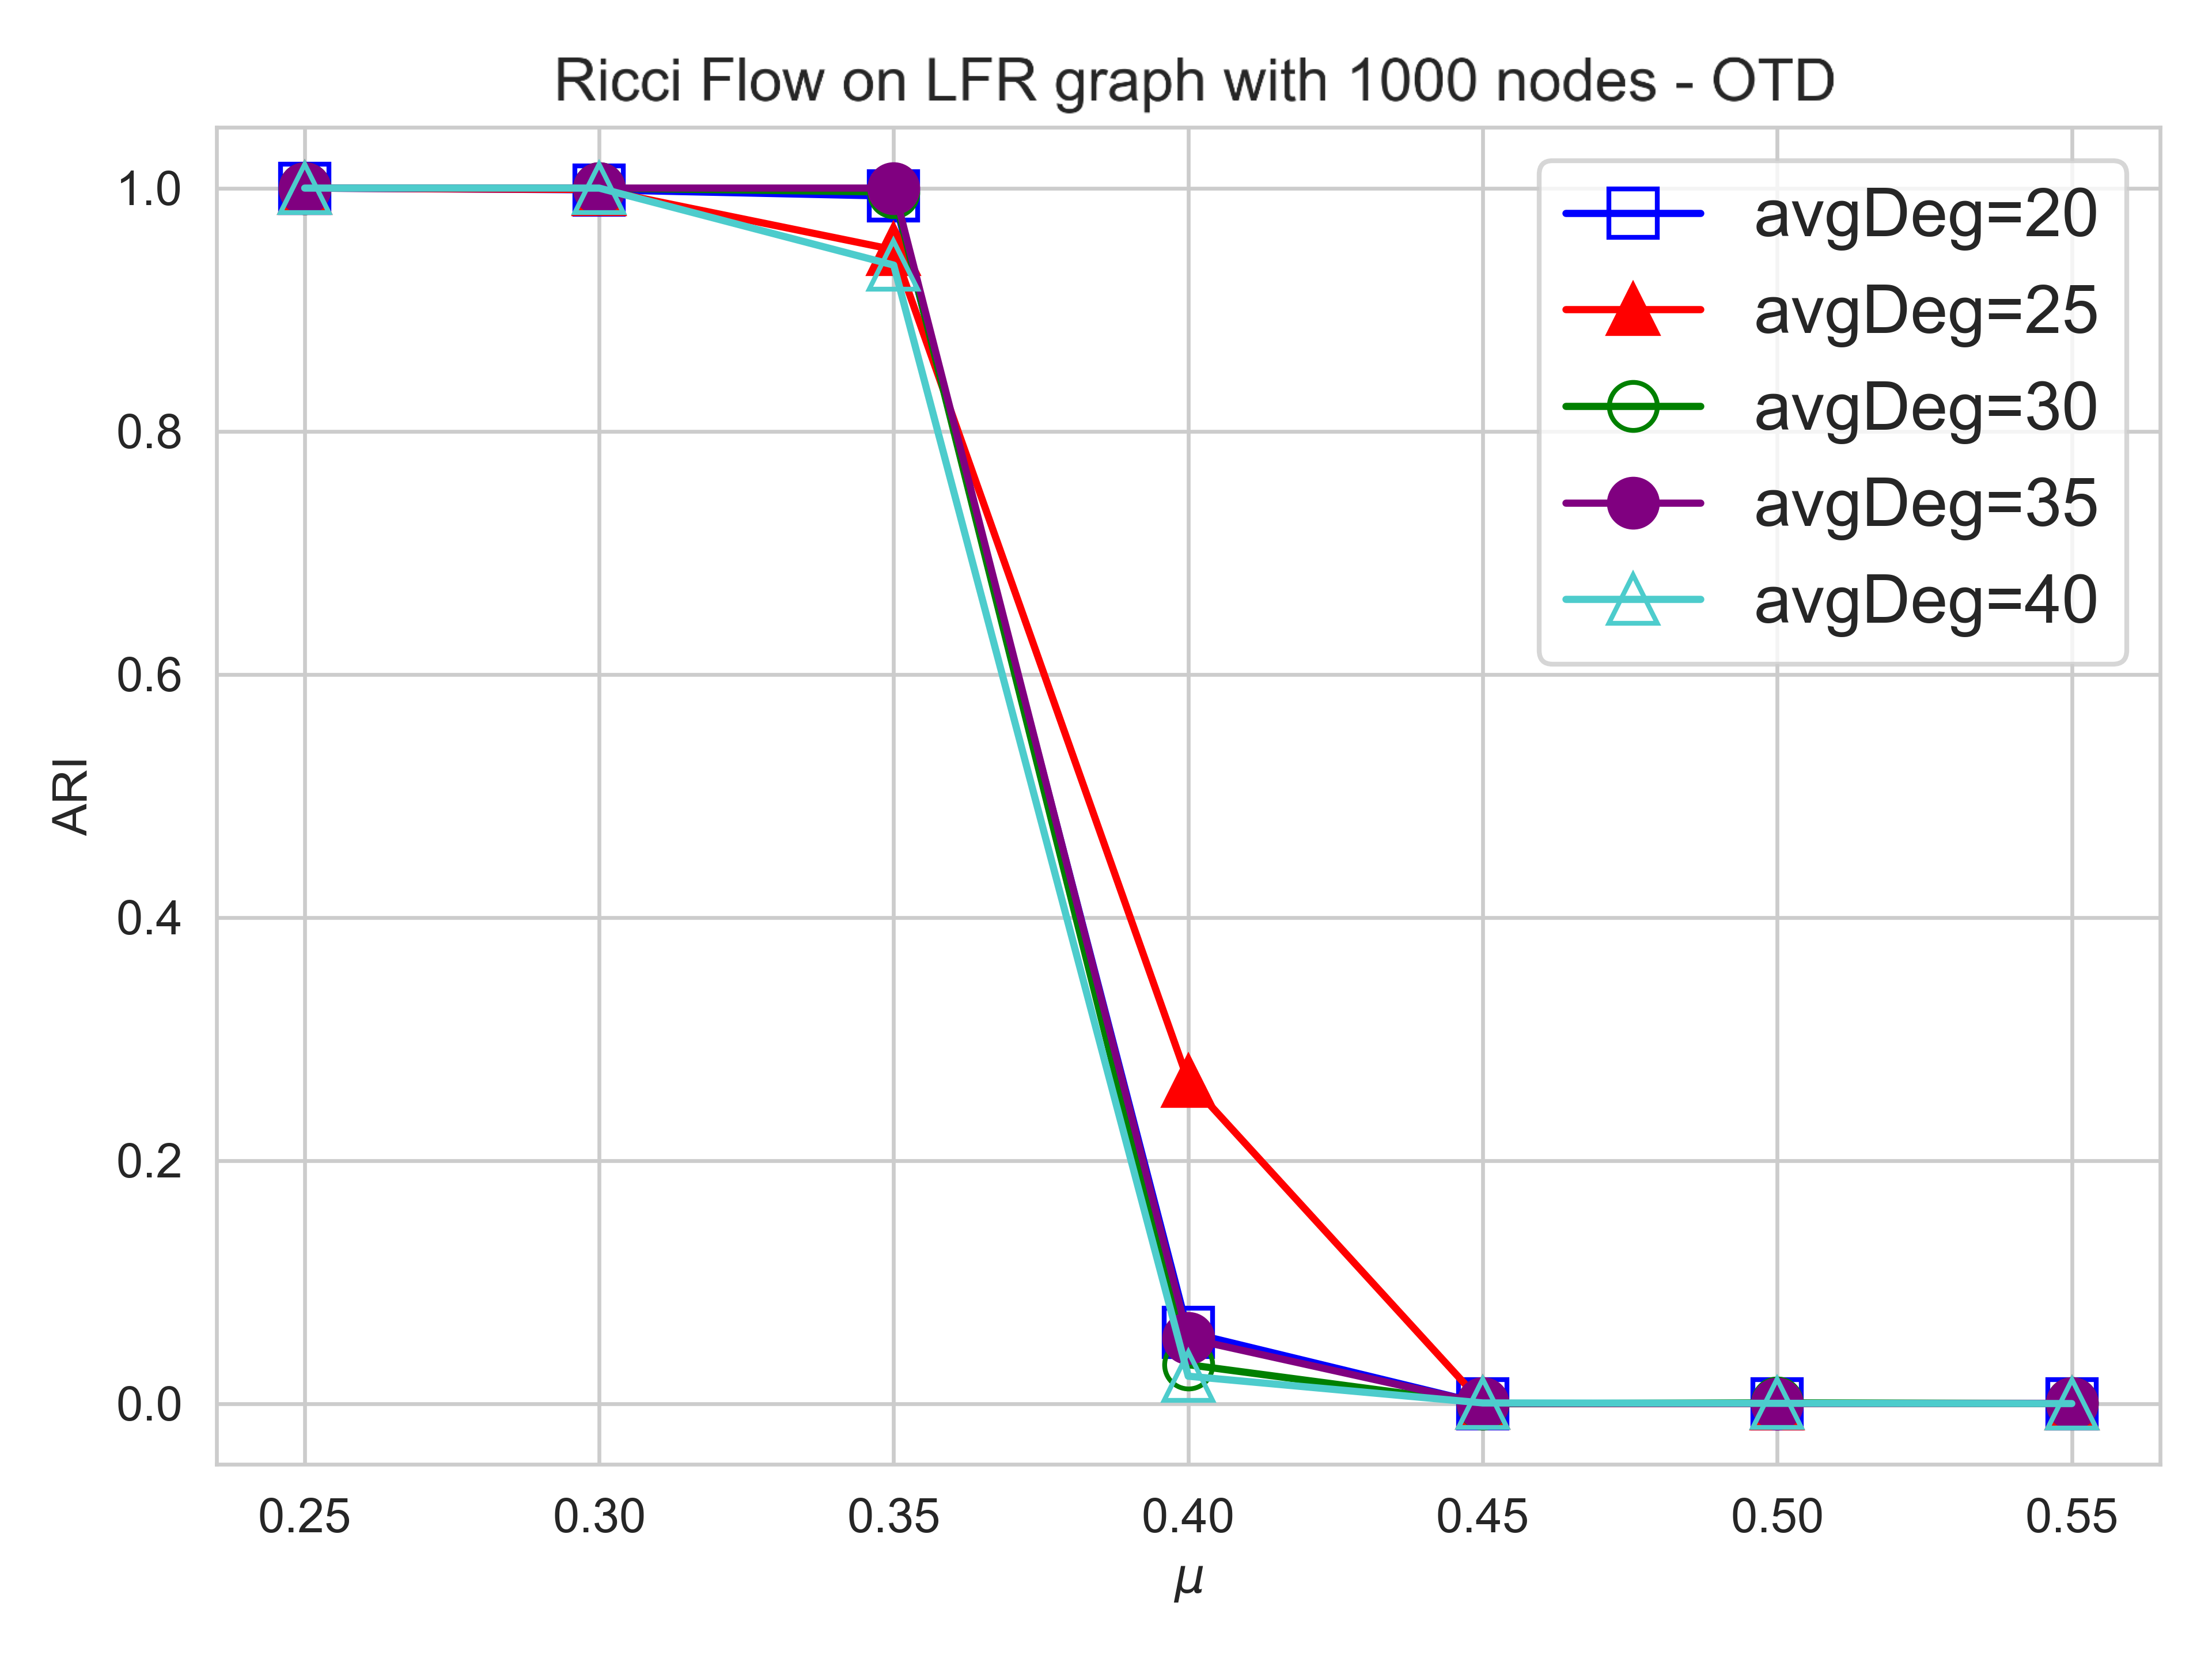 Ricci Flow on LFR graph with 1000 nodes - OTD
avgDeg=20
avgDeg=25
avgDeg=30
avgDeg=35
avgDeg=40
ARI
1.0
0.8
0.6
0.4
0.2
0.0
0.25 0.30 0.35 0.40 0.45 0.50 0.55
μ